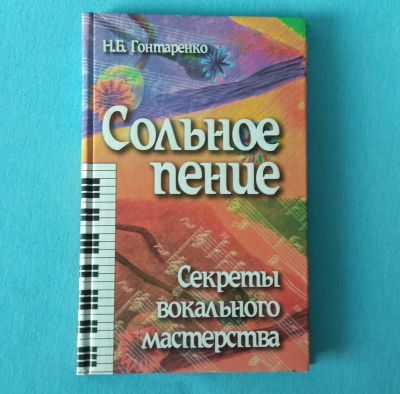 Н.Б. Гонтаренко
Сольное
пение
Секреты
вокального
мастерства